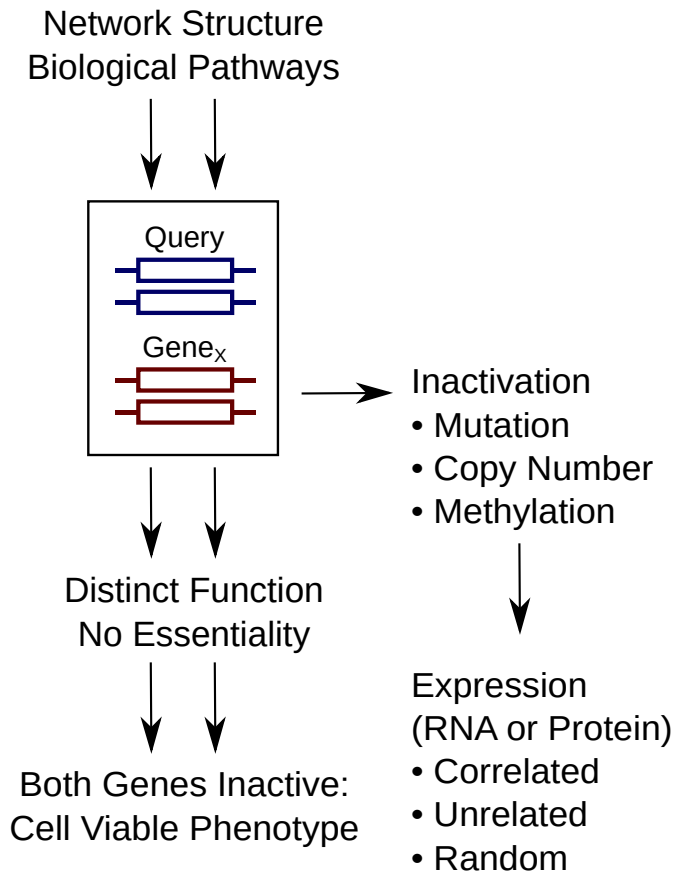 Network Structure
Biological Pathways
Query
Geneₓ
Inactivation
• Mutation
• Copy Number
• Methylation
Distinct Function
No Essentiality
Expression
(RNA or Protein)
• Correlated
• Unrelated
• Random
Both Genes Inactive:
Cell Viable Phenotype